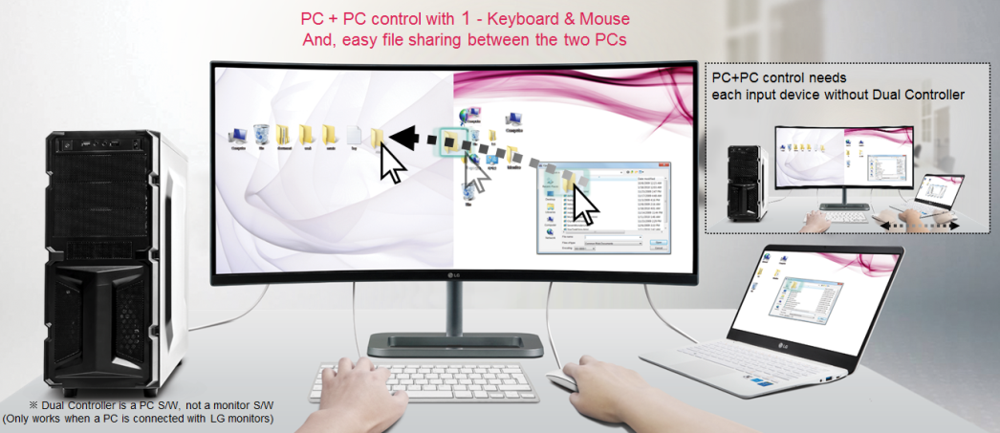 PC + PC control with 1 - Keyboard & Mouse
And, easy file sharing between the two PCs
PC+PC control needs
each input device without Dual Controller
LG
LG
※ Dual Controller is a PC S/W, not a monitor S/W
(Only works when a PC is connected with LG monitors)